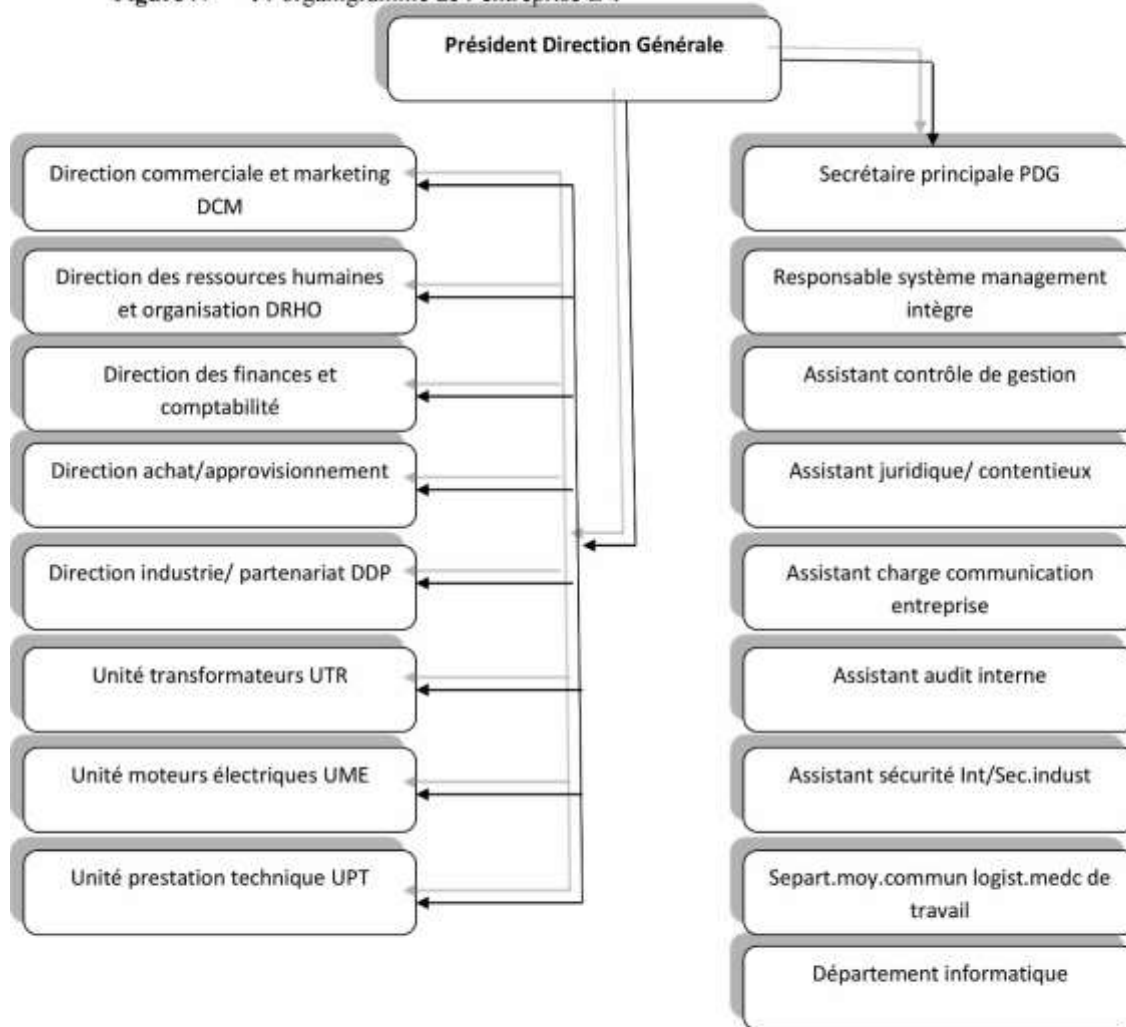 organigramme de l'entreprise
Président Direction Générale
Direction commerciale et marketing
DCM
Direction des ressources humaines
et organisation DRHO
Direction des finances et
comptabilité
Direction achat/approvisionnement
Direction industrie/ partenariat DDP
Unité transformateurs UTR
Unité moteurs électriques UME
Unité prestation technique UPT
Secrétaire principale PDG
Responsable système management
intègre
Assistant contrôle de gestion
Assistant juridique/ contentieux
Assistant charge communication
entreprise
Assistant audit interne
Assistant sécurité Int/Sec.indust
Separt.moy.commun logist.medc de
travail
Département informatique